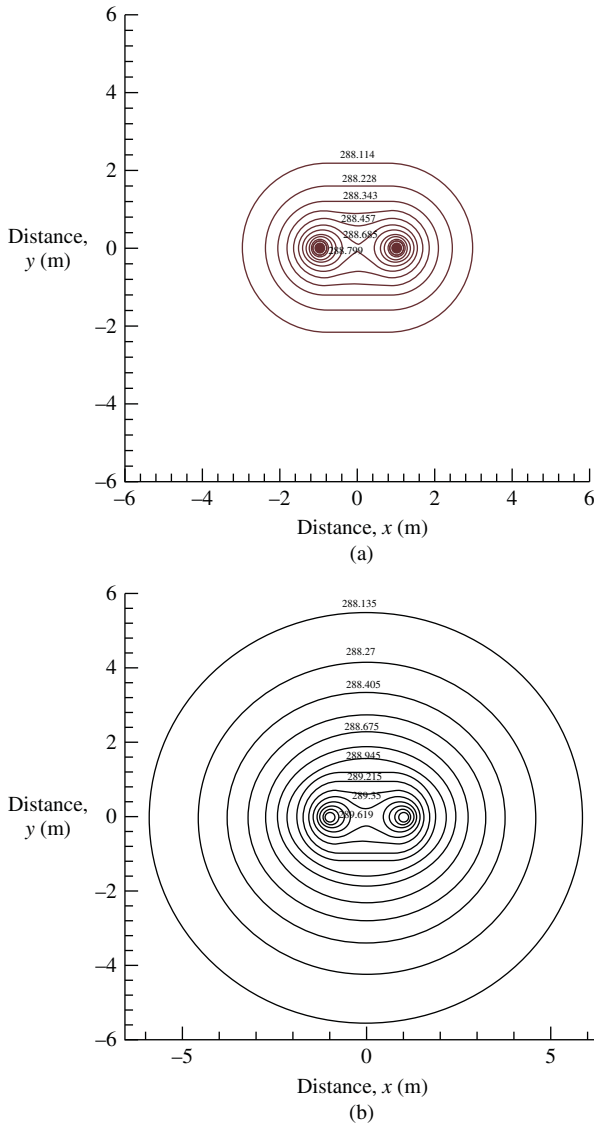 6
4
288.114
2
288.228
288.343
288.457
288.685
Distance,
y (m)
0
288.799
–2
–4
–6
–6 –4 –2 0 2 4 6
Distance, x (m)
(a)
6
288.135
288.27
4
288.405
288.675
2
288.945
289.215
289.35
Distance,
y (m)
0
289.619
–2
–4
–6
–5 0 5
Distance, x (m)
(b)